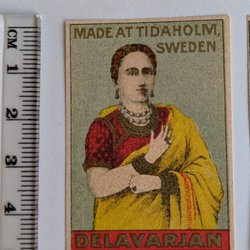 MADE AT TIDAHOLM,
SWEDEN
DELAVARJAN
CM
1
2
3
4